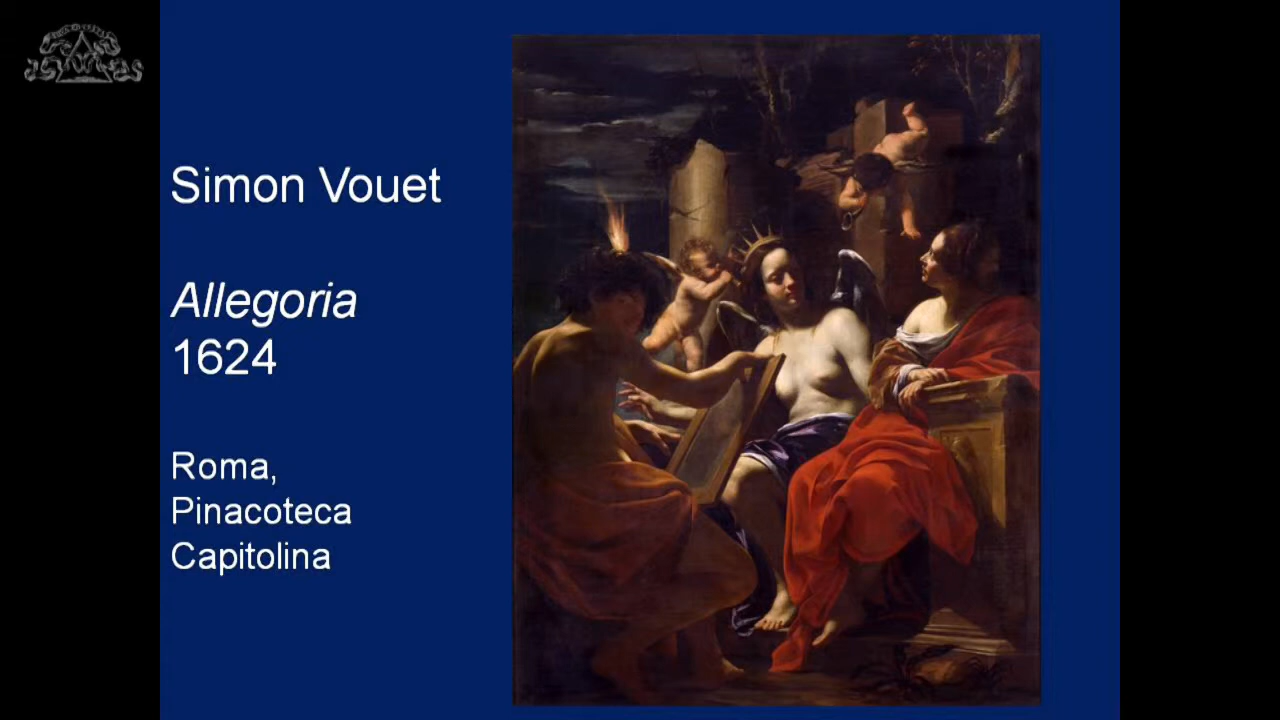 Simon Vouet
Allegoria
1624
Roma,
Pinacoteca
Capitolina